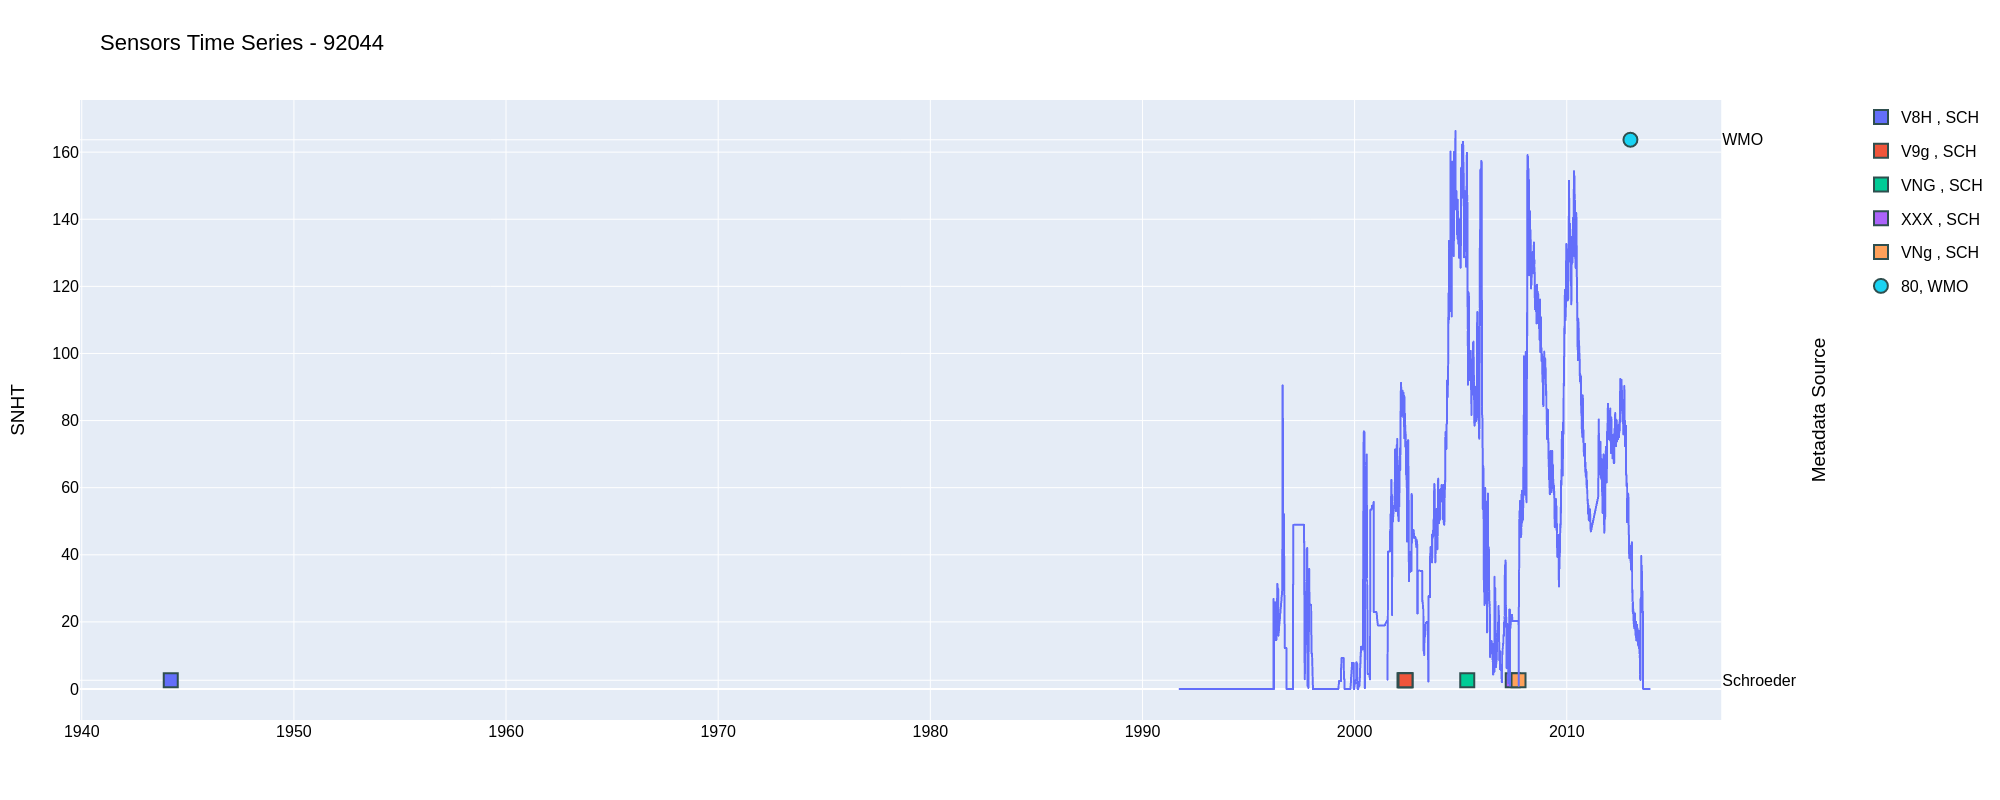 Sensors Time Series - 92044
SNHT
160
140
120
100
80
60
40
20
0
1940
1950
1960
1970
1980
1990
2000
2010
WMO
Schroeder
Metadata Source
V8H , SCH
V9g , SCH
VNG , SCH
XXX , SCH
VNg , SCH
80, WMO